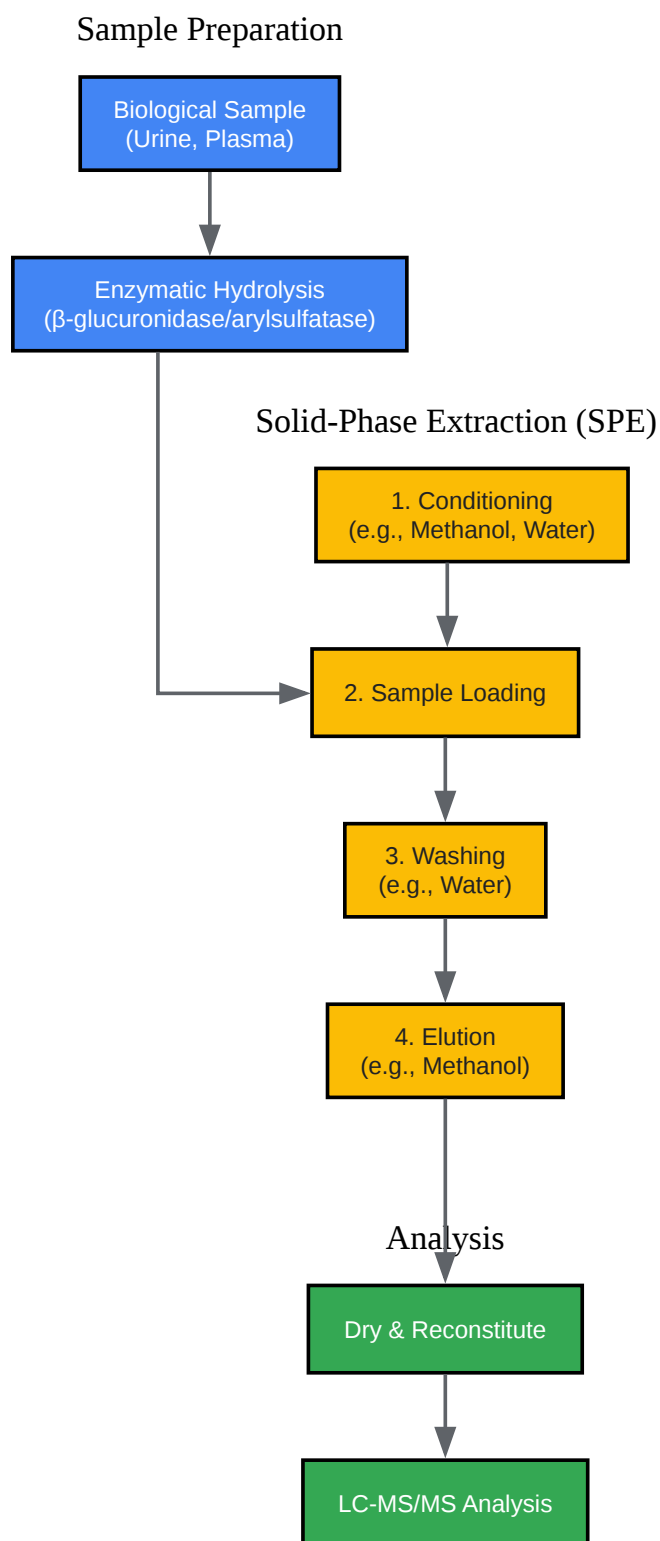 Sample Preparation
Biological Sample
(Urine, Plasma)
Enzymatic Hydrolysis
(β-glucuronidase/arylsulfatase)
Solid-Phase Extraction (SPE)
1. Conditioning
(e.g., Methanol, Water)
2. Sample Loading
3. Washing
(e.g., Water)
4. Elution
(e.g., Methanol)
Analysis
Dry & Reconstitute
LC-MS/MS Analysis